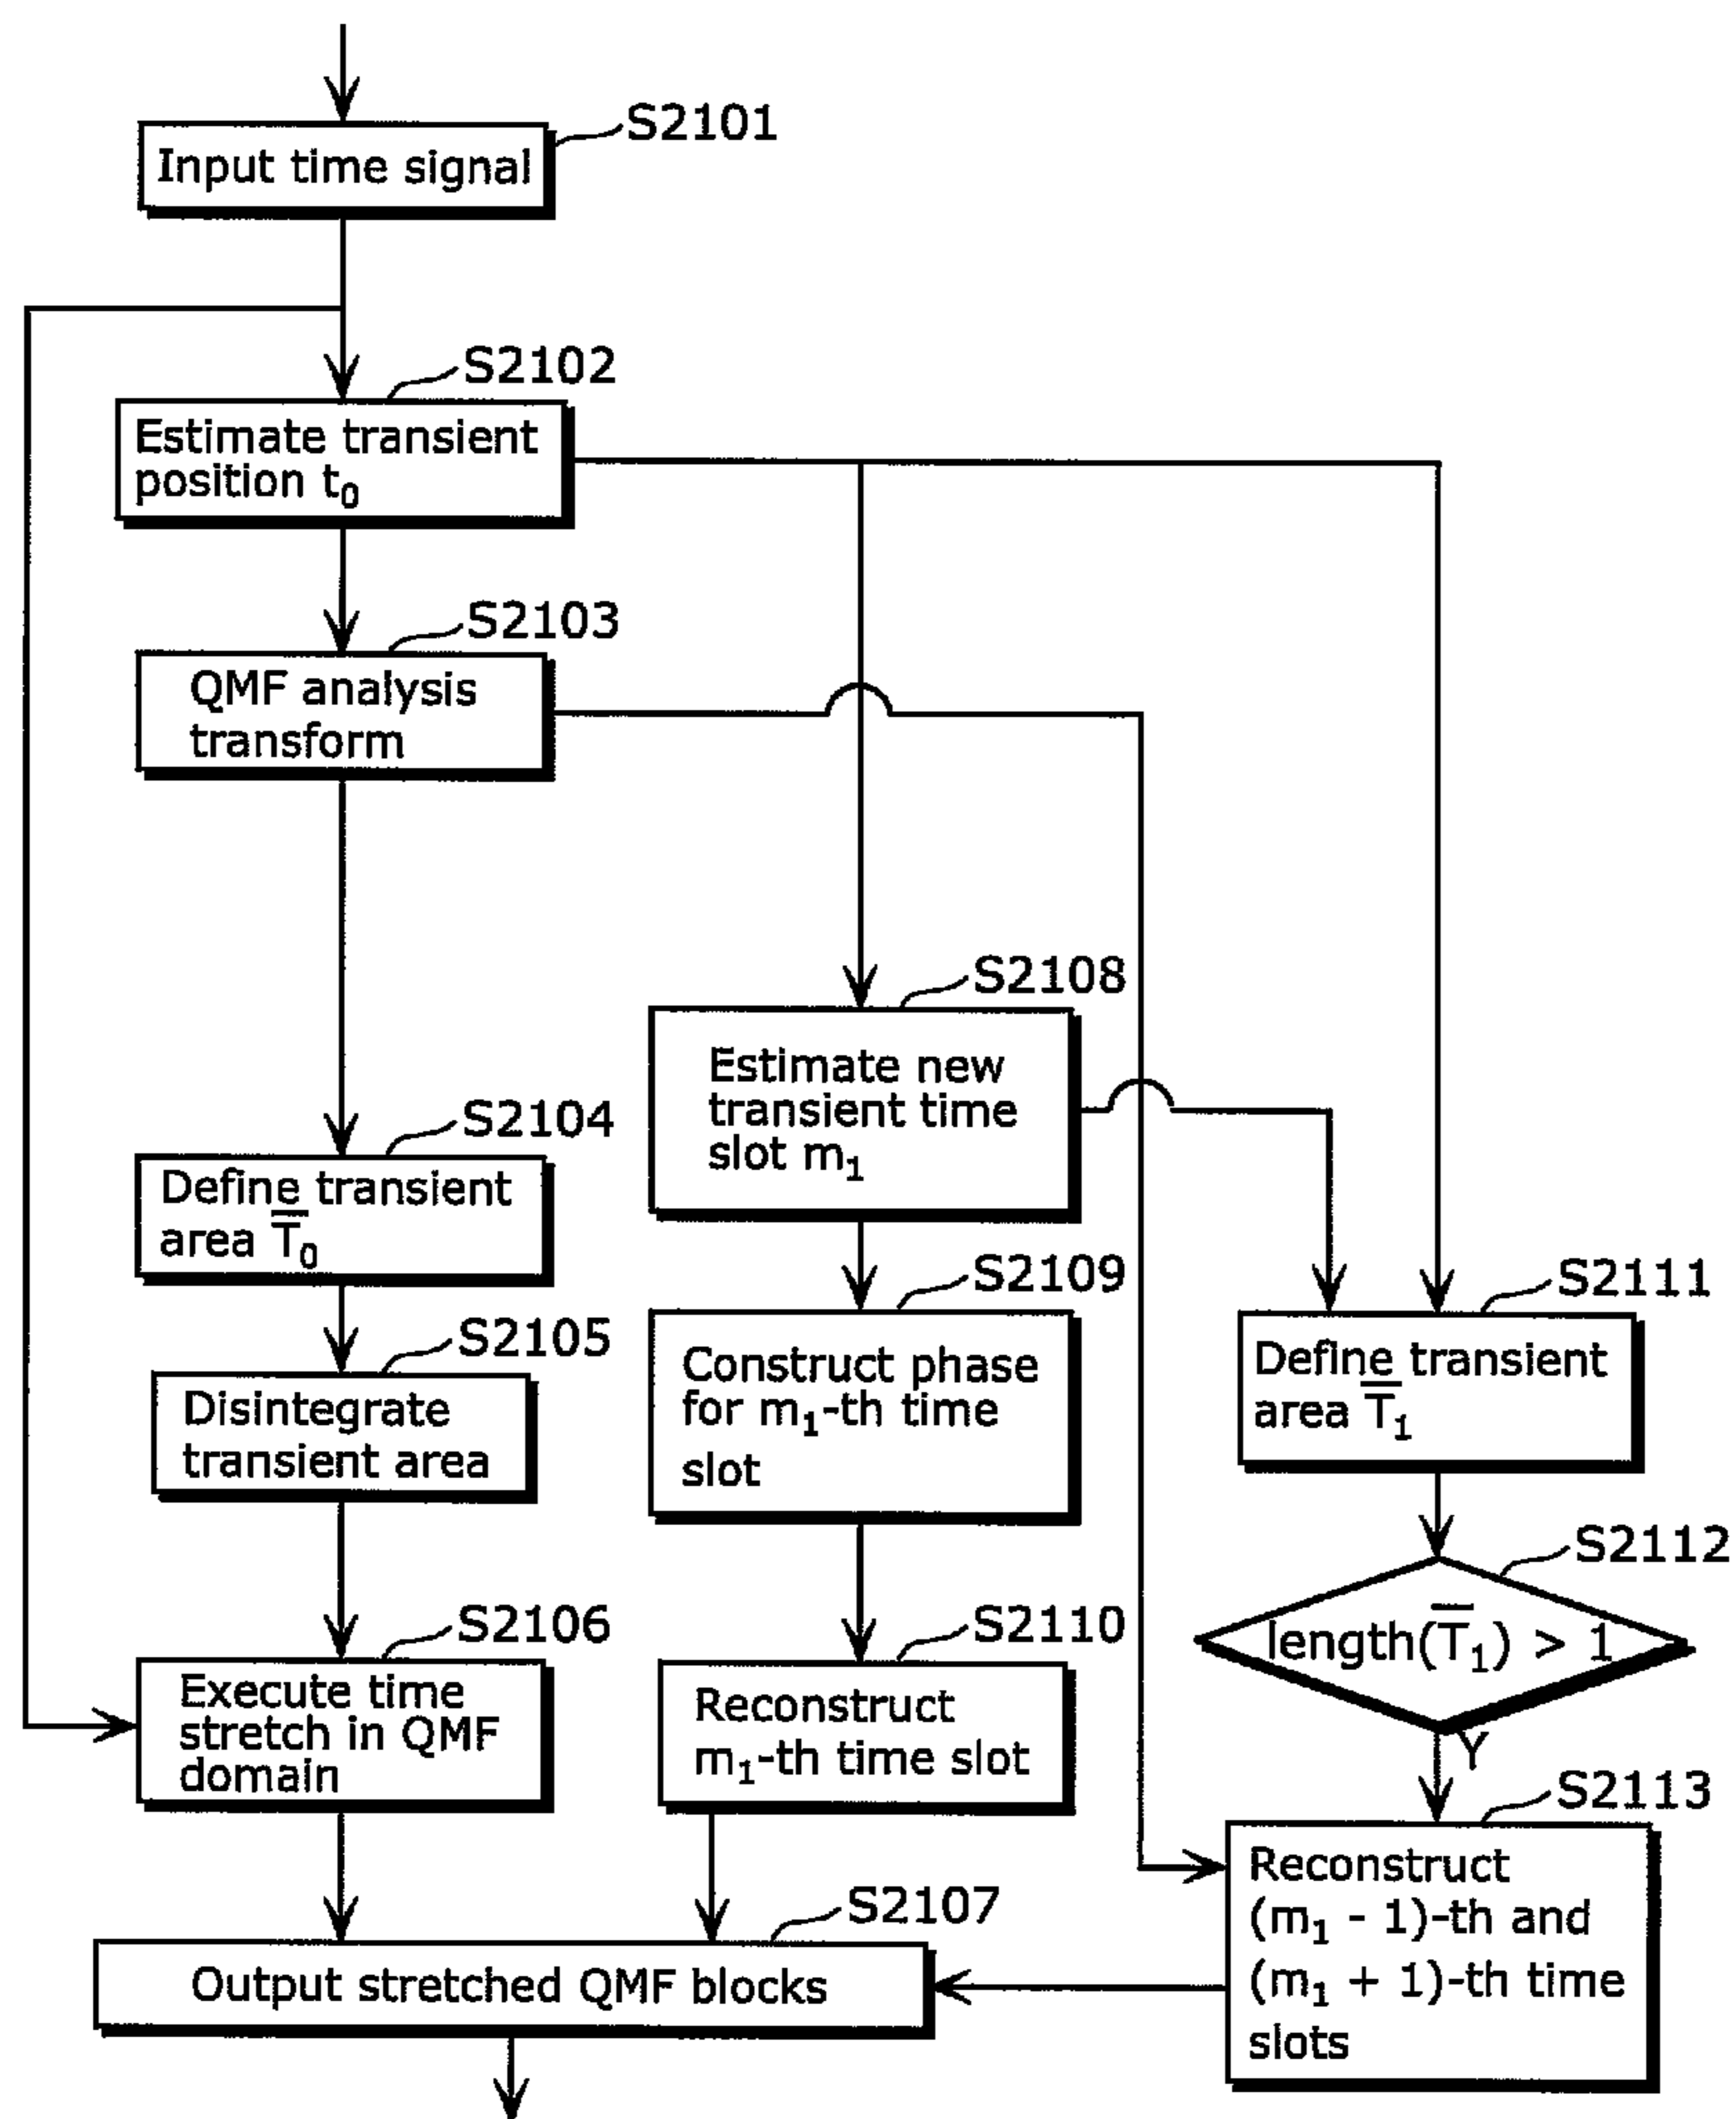 S2101
Input time signal
S2102
Estimate transient
position t₀
S2103
QMF analysis
transform
S2104
Define transient
area T̅₀
S2105
Disintegrate
transient area
S2106
Execute time
stretch in QMF
domain
S2107
Output stretched QMF blocks
S2108
Estimate new
transient time
slot m₁
S2109
Construct phase
for m₁-th time
slot
S2110
Reconstruct
m₁-th time slot
S2111
Define transient
area T̅₁
S2112
length(T̅₁) > 1
Y
S2113
Reconstruct
(m₁ - 1)-th and
(m₁ + 1)-th time
slots